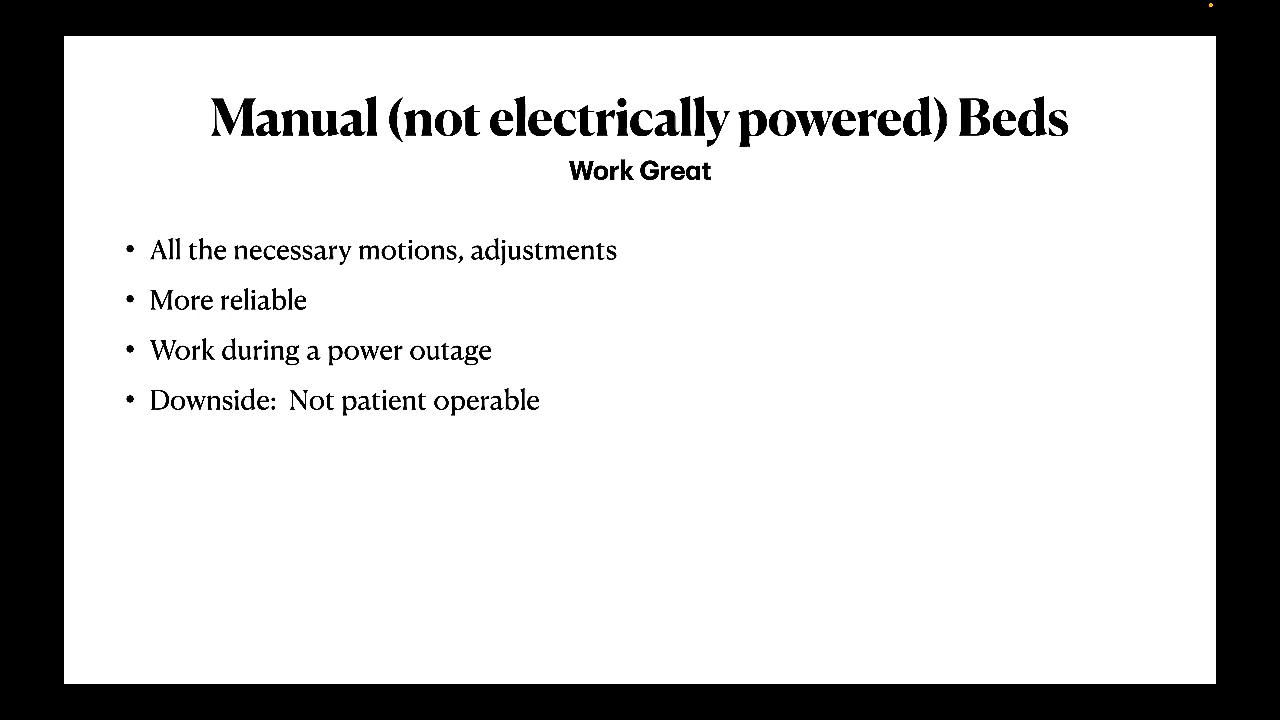 Manual (not electrically powered) Beds
Work Great
• All the necessary motions, adjustments
• More reliable
• Work during a power outage
• Downside:  Not patient operable